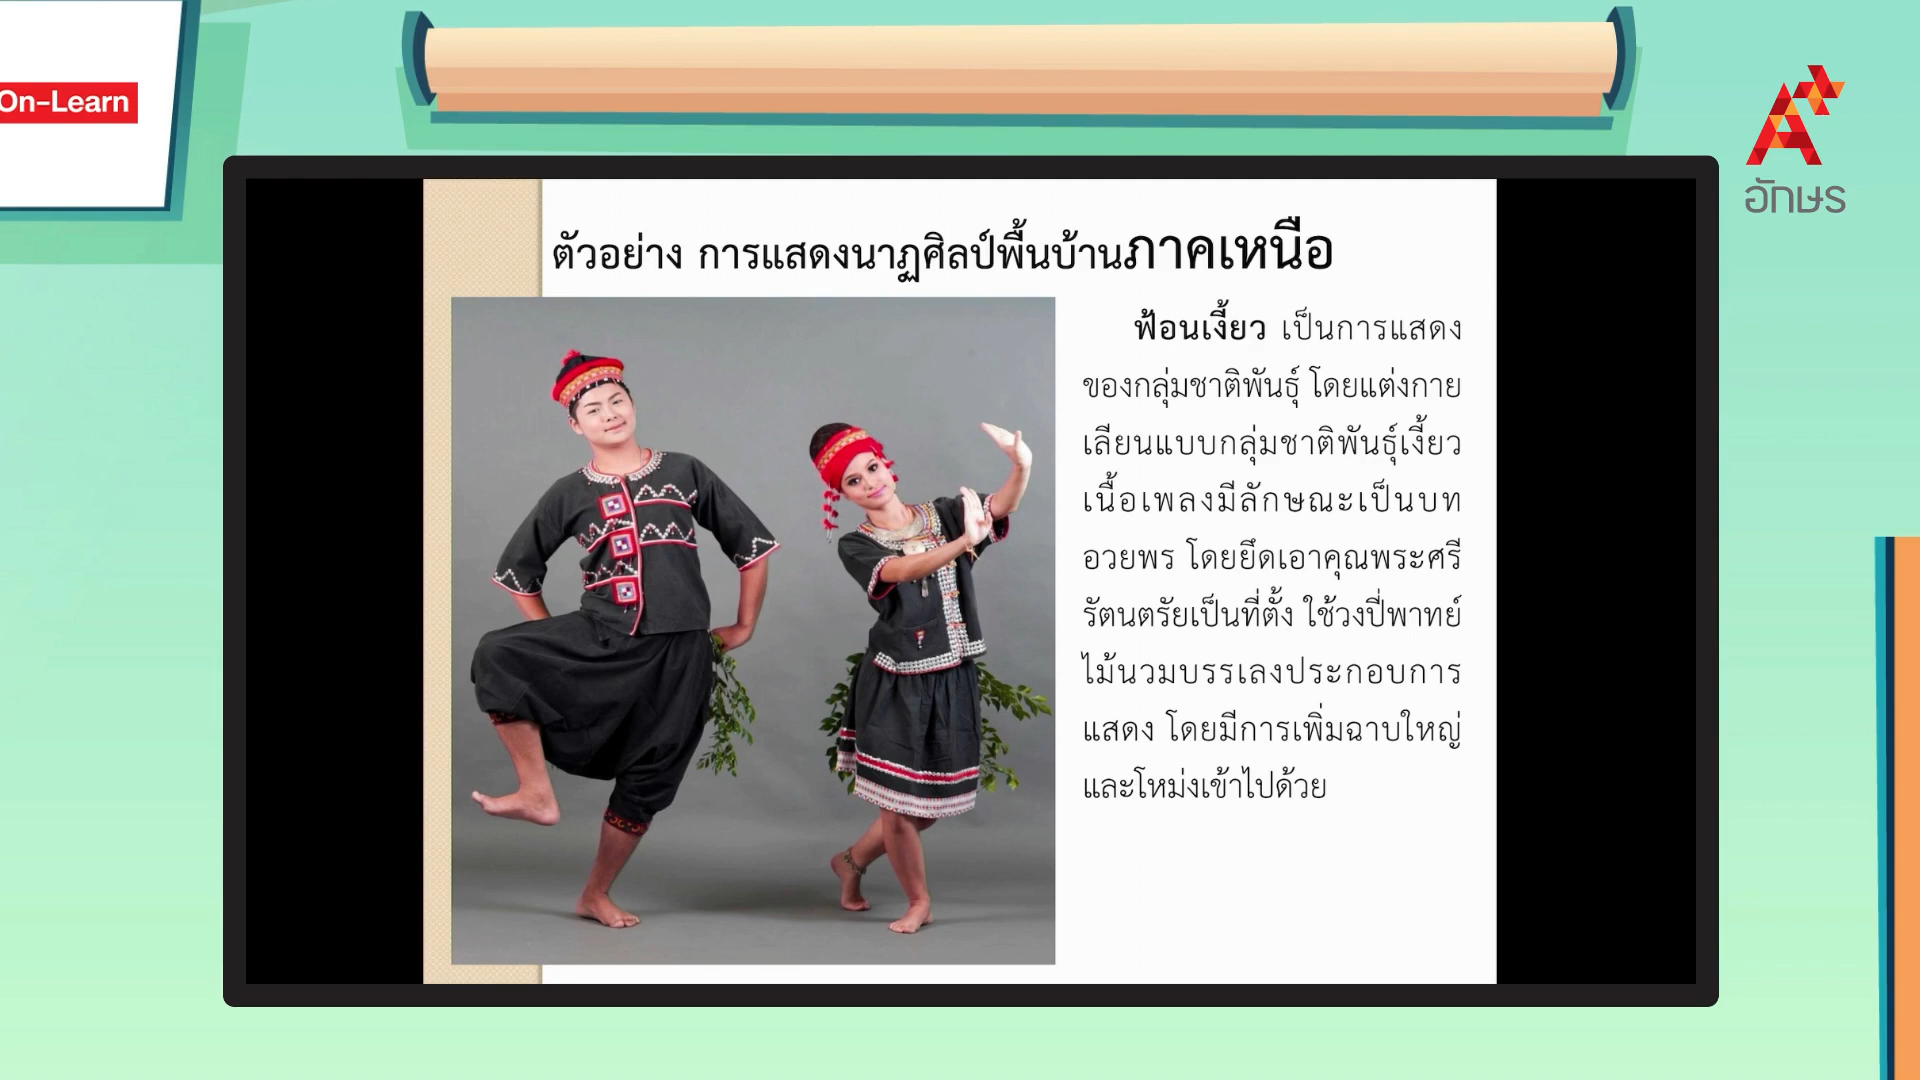 On-Learn
อักษร
ตัวอย่าง การแสดงนาฏศิลป์พื้นบ้านภาคเหนือ
ฟ้อนเงี้ยว เป็นการแสดง
ของกลุ่มชาติพันธุ์ โดยแต่งกาย
เลียนแบบกลุ่มชาติพันธุ์เงี้ยว
เนื้อเพลงมีลักษณะเป็นบท
อวยพร โดยยึดเอาคุณพระศรี
รัตนตรัยเป็นที่ตั้ง ใช้วงปี่พาทย์
ไม้นวมบรรเลงประกอบการ
แสดง โดยมีการเพิ่มฉาบใหญ่
และโหม่งเข้าไปด้วย